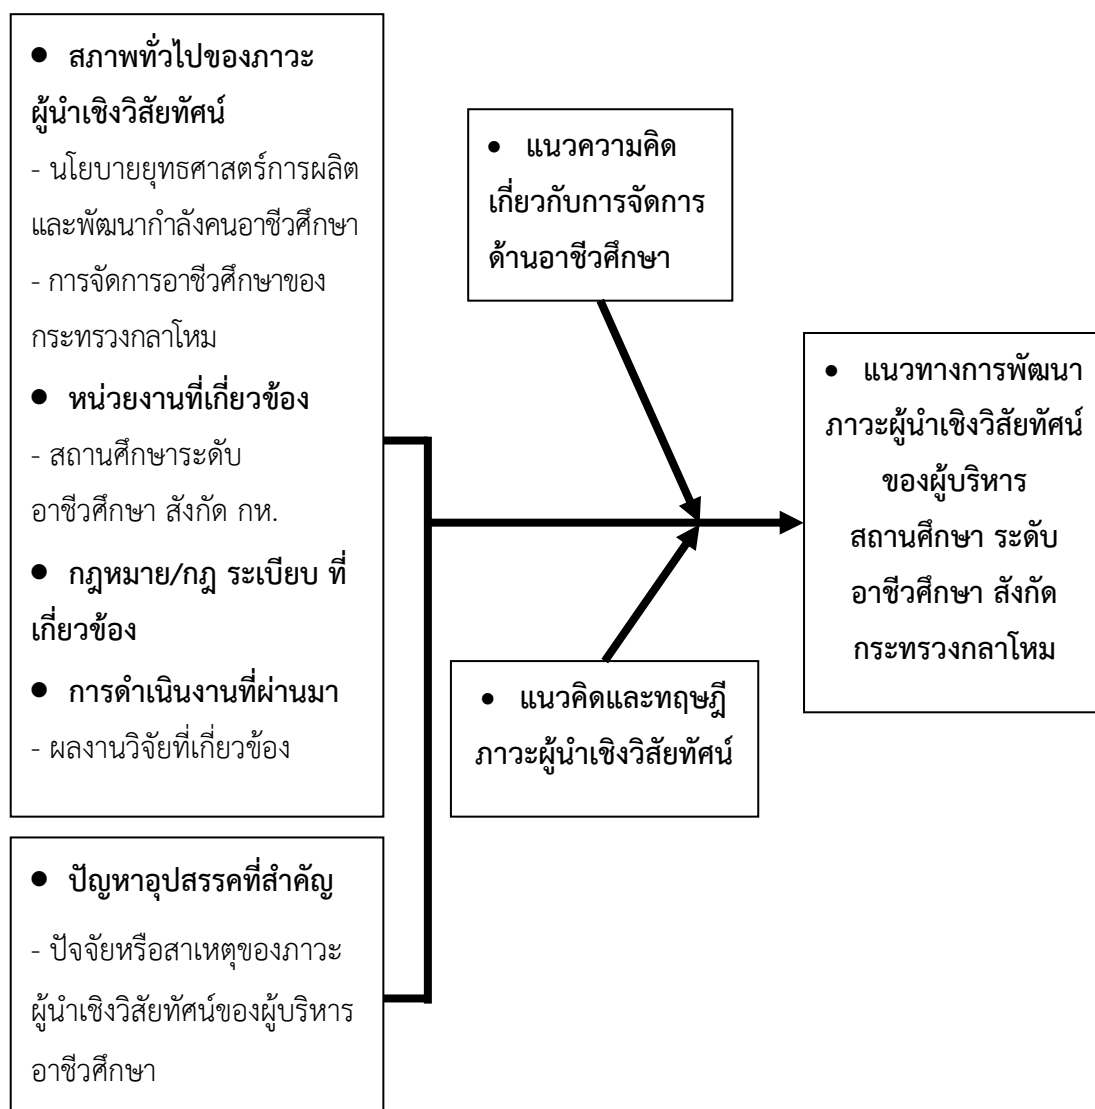 ● สภาพทั่วไปของภาวะ
ผู้นำเชิงวิสัยทัศน์
- นโยบายยุทธศาสตร์การผลิต
และพัฒนากำลังคนอาชีวศึกษา
- การจัดการอาชีวศึกษาของ
กระทรวงกลาโหม
● หน่วยงานที่เกี่ยวข้อง
- สถานศึกษาระดับ
อาชีวศึกษา สังกัด กห.
● กฎหมาย/กฎ ระเบียบ ที่
เกี่ยวข้อง
● การดำเนินงานที่ผ่านมา
- ผลงานวิจัยที่เกี่ยวข้อง
● ปัญหาอุปสรรคที่สำคัญ
- ปัจจัยหรือสาเหตุของภาวะ
ผู้นำเชิงวิสัยทัศน์ของผู้บริหาร
อาชีวศึกษา
● แนวความคิด
เกี่ยวกับการจัดการ
ด้านอาชีวศึกษา
● แนวคิดและทฤษฎี
ภาวะผู้นำเชิงวิสัยทัศน์
● แนวทางการพัฒนา
ภาวะผู้นำเชิงวิสัยทัศน์
ของผู้บริหาร
สถานศึกษา ระดับ
อาชีวศึกษา สังกัด
กระทรวงกลาโหม